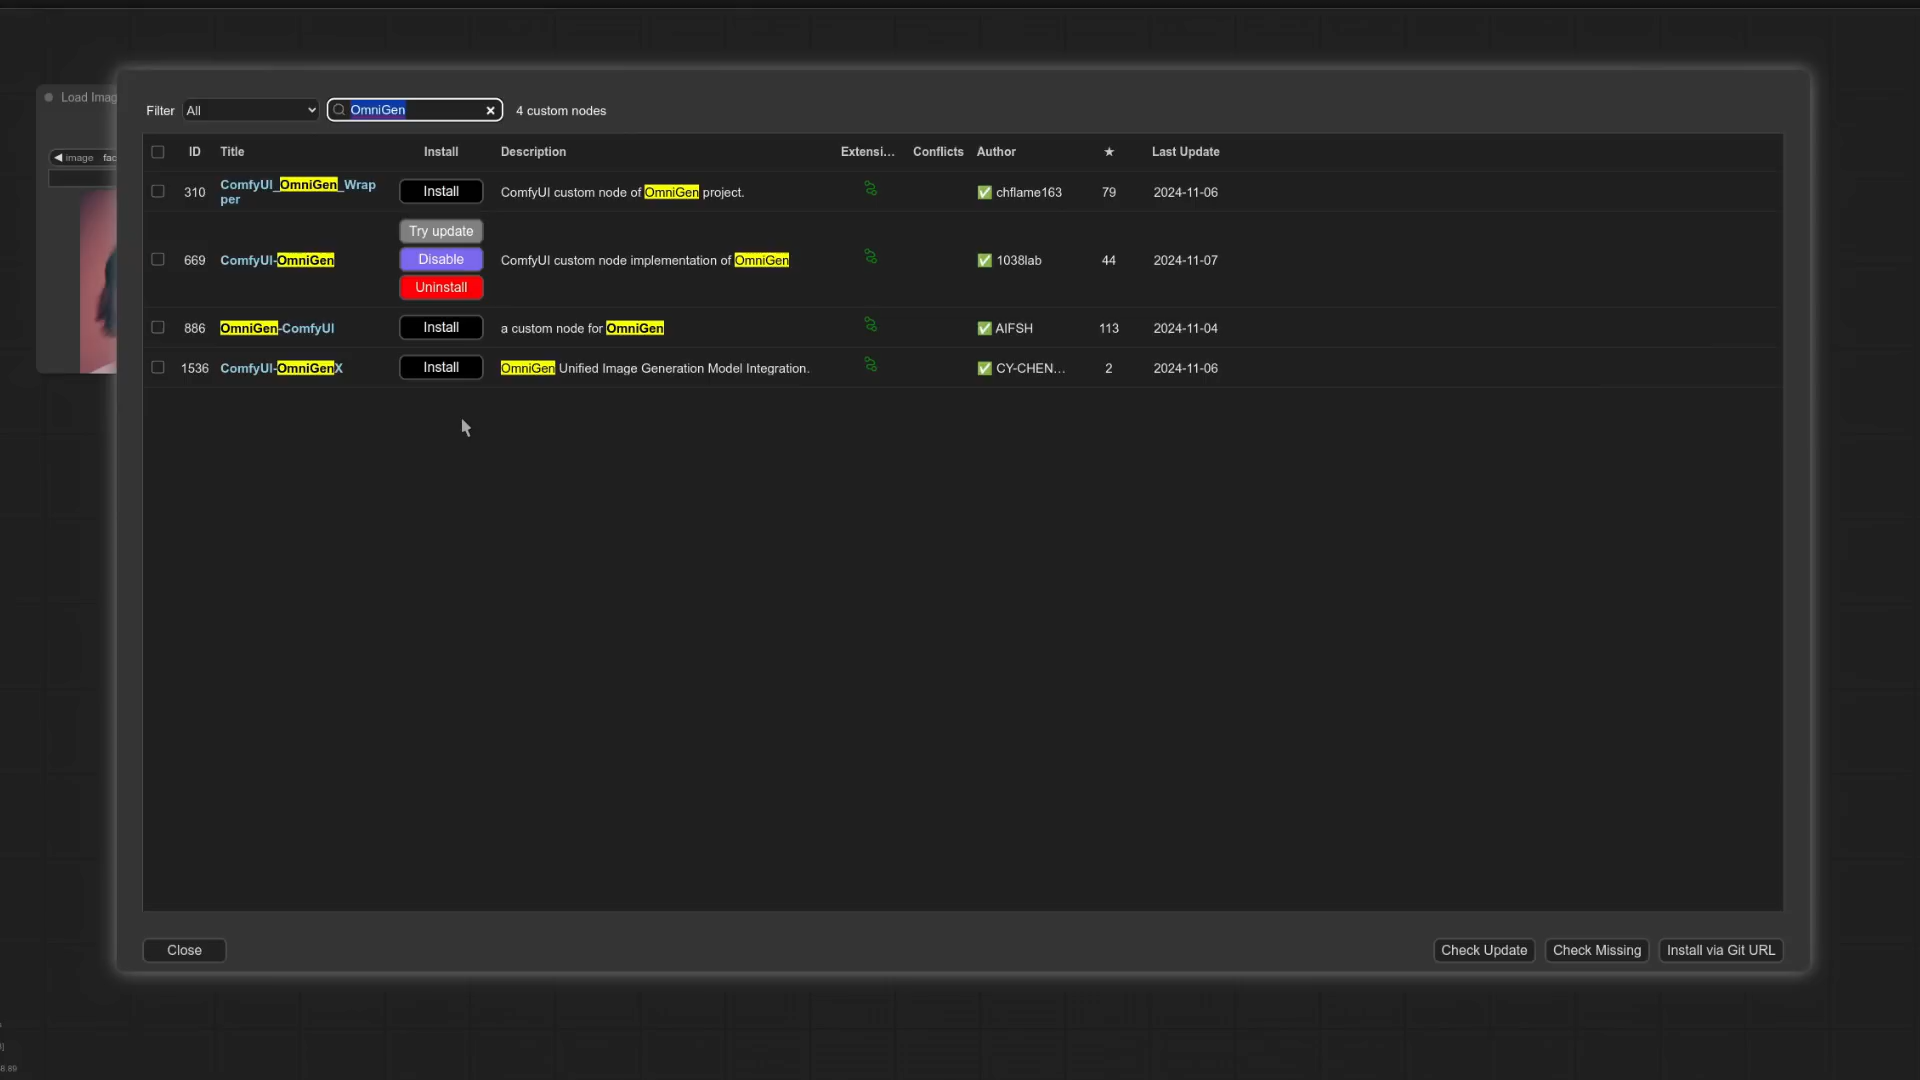 Load Imag
◀ image fac
Filter All OmniGen × 4 custom nodes
ID Title Install Description Extensi... Conflicts Author ★ Last Update
310 ComfyUI_OmniGen_Wrap
per
Install ComfyUI custom node of OmniGen project. ✅ chflame163 79 2024-11-06
Try update
669 ComfyUI-OmniGen Disable ComfyUI custom node implementation of OmniGen ✅ 1038lab 44 2024-11-07
Uninstall
886 OmniGen-ComfyUI Install a custom node for OmniGen ✅ AIFSH 113 2024-11-04
1536 ComfyUI-OmniGenX Install OmniGen Unified Image Generation Model Integration. ✅ CY-CHEN... 2 2024-11-06
Close Check Update Check Missing Install via Git URL
8.89